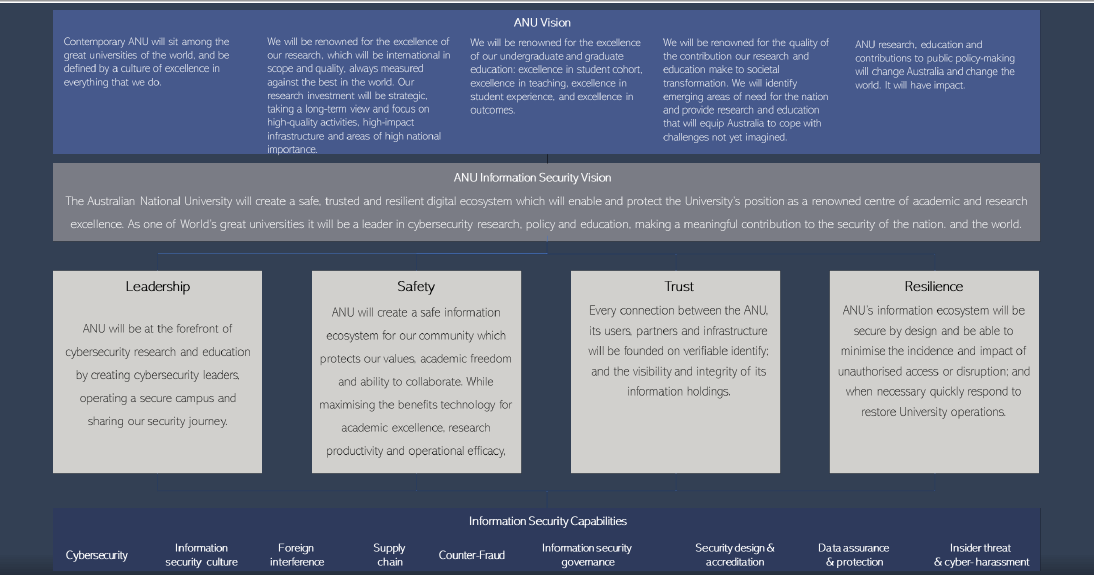 ANU Vision
Contemporary ANU will sit among the
great universities of the world, and be
defined by a culture of excellence in
everything that we do.
We will be renowned for the excellence of
our research, which will be international in
scope and quality, always measured
against the best in the world. Our
research investment will be strategic,
taking a long-term view and focus on
high-quality activities, high-impact
infrastructure and areas of high national
importance.
We will be renowned for the excellence
of our undergraduate and graduate
education: excellence in student cohort,
excellence in teaching, excellence in
student experience, and excellence in
outcomes.
We will be renowned for the quality of
the contribution our research and
education make to societal
transformation. We will identify
emerging areas of need for the nation
and provide research and education
that will equip Australia to cope with
challenges not yet imagined.
ANU research, education and
contributions to public policy-making
will change Australia and change the
world. It will have impact.
ANU Information Security Vision
The Australian National University will create a safe, trusted and resilient digital ecosystem which will enable and protect the University's position as a renowned centre of academic and research
excellence. As one of World's great universities it will be a leader in cybersecurity research, policy and education, making a meaningful contribution to the security of the nation. and the world.
Leadership
ANU will be at the forefront of
cybersecurity research and education
by creating cybersecurity leaders,
operating a secure campus and
sharing our security journey.
Safety
ANU will create a safe information
ecosystem for our community which
protects our values, academic freedom
and ability to collaborate. While
maximising the benefits technology for
academic excellence, research
productivity and operational efficacy,
Trust
Every connection between the ANU,
its users, partners and infrastructure
will be founded on verifiable identify;
and the visibility and integrity of its
information holdings.
Resilience
ANU's information ecosystem will be
secure by design and be able to
minimise the incidence and impact of
unauthorised access or disruption; and
when necessary quickly respond to
restore University operations.
Information Security Capabilities
Cybersecurity
Information
security culture
Foreign
interference
Supply
chain
Counter-Fraud
Information security
governance
Security design &
accreditation
Data assurance
& protection
Insider threat
& cyber- harassment